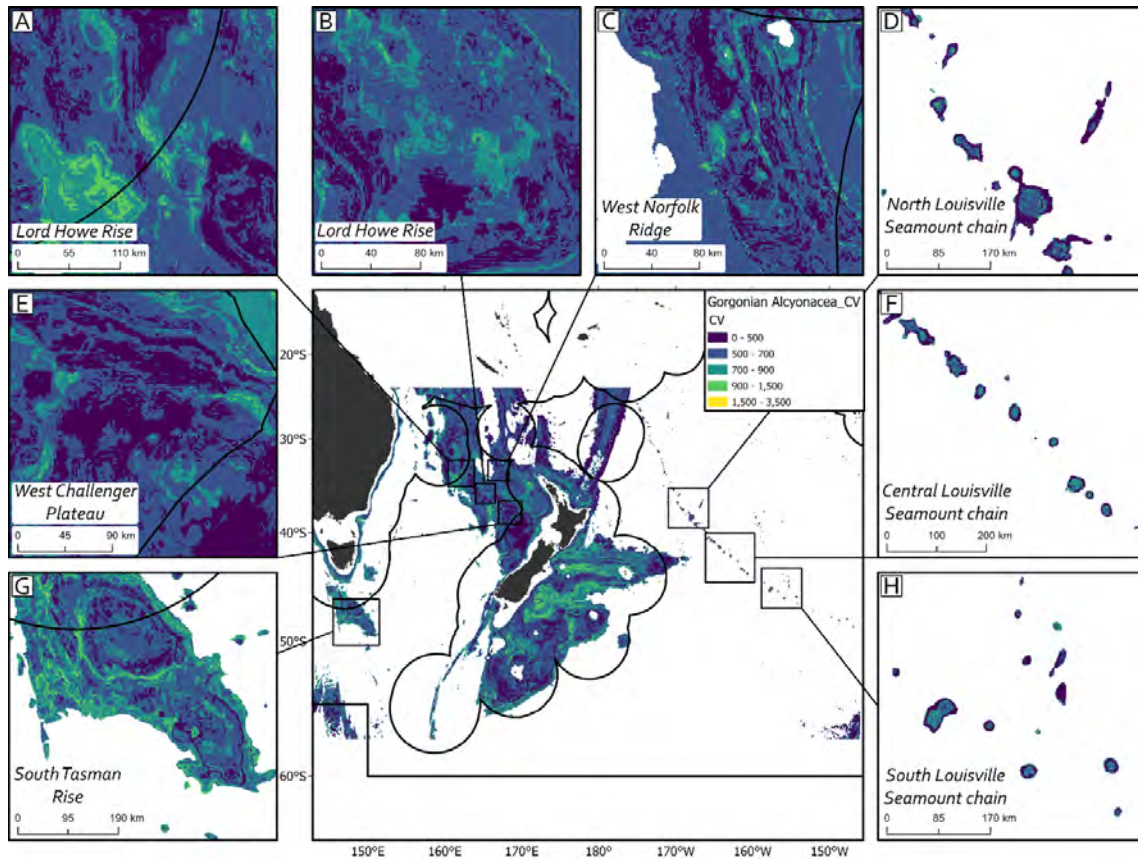 A
Lord Howe Rise
0 55 110 km
B
Lord Howe Rise
0 40 80 km
C
West Norfolk
Ridge
0 40 80 km
D
North Louisville
Seamount chain
0 85 170 km
E
West Challenger
Plateau
0 45 90 km
Gorgonian Alcyonacea_CV
CV
0 - 500
500 - 700
700 - 900
900 - 1,500
1,500 - 3,500
20°S
30°S
40°S
50°S
60°S
150°E 160°E 170°E 180° 170°W 160°W 150°W
F
Central Louisville
Seamount chain
0 100 200 km
G
South Tasman
Rise
0 95 190 km
H
South Louisville
Seamount chain
0 85 170 km